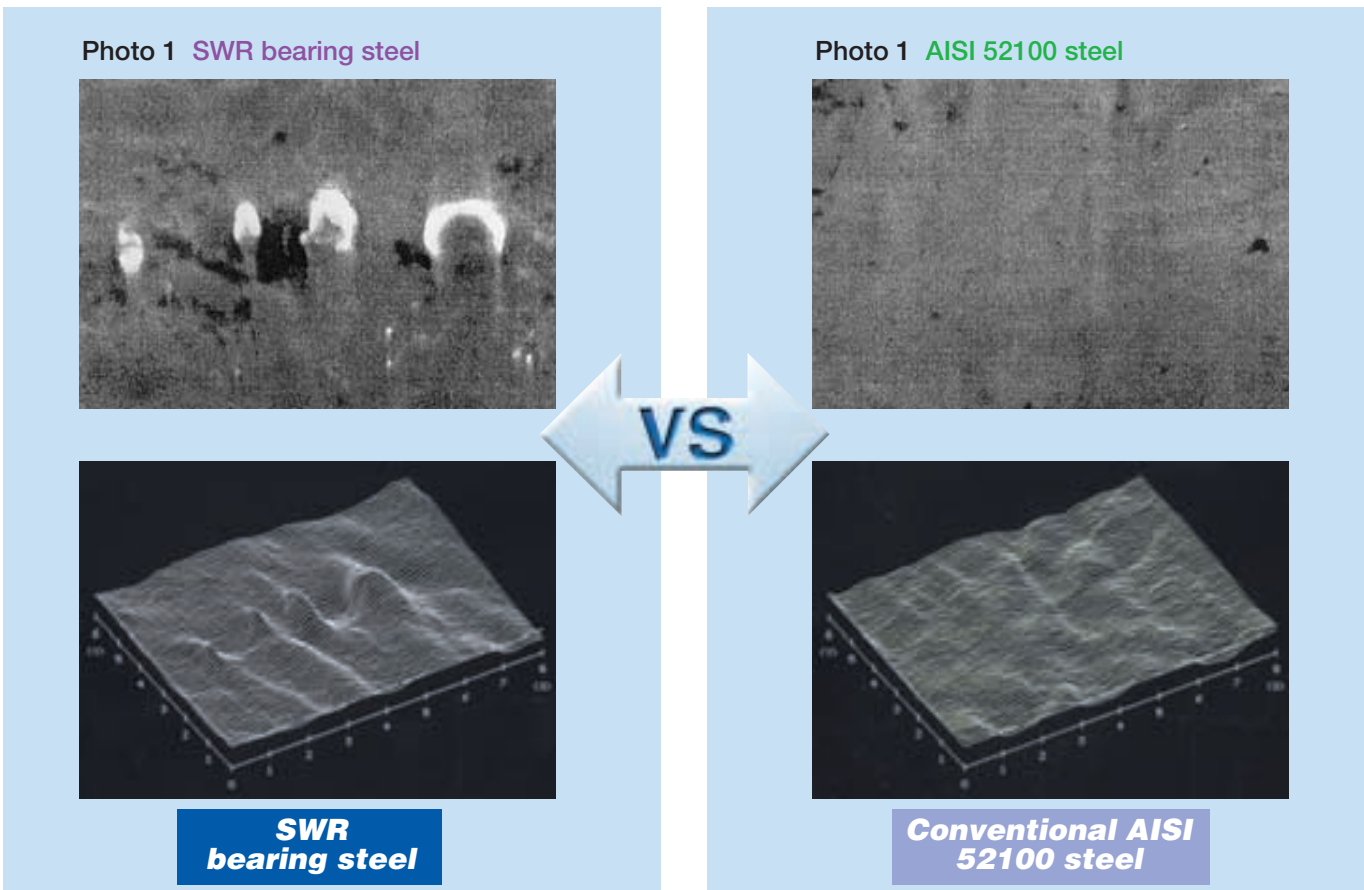 Photo 1 SWR bearing steel
Photo 1 AISI 52100 steel
VS
SWR
bearing steel
Conventional AISI
52100 steel